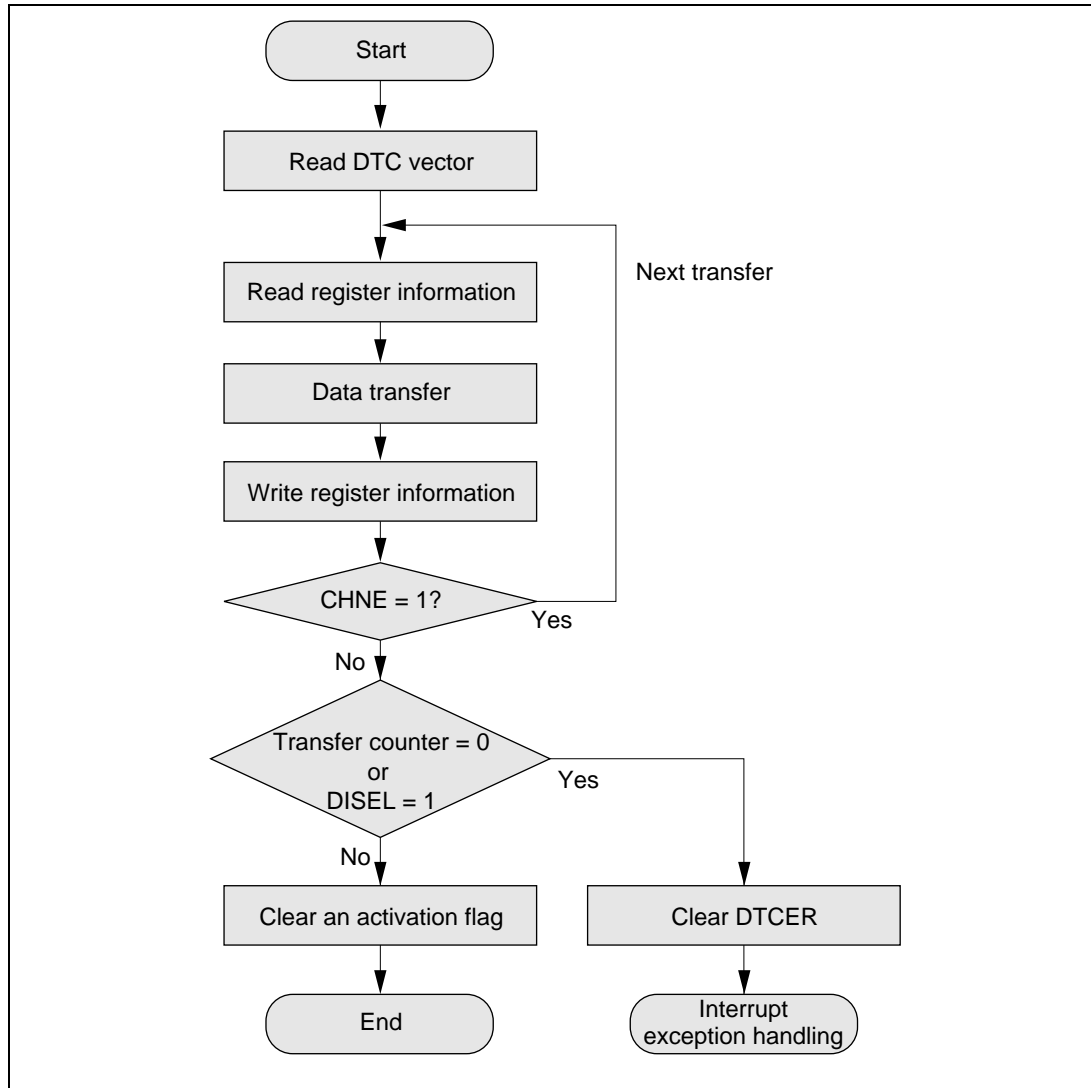 Start
Read DTC vector
Next transfer
Read register information
Data transfer
Write register information
CHNE = 1?
Yes
No
Transfer counter = 0
or
DISEL = 1
Yes
No
Clear an activation flag
Clear DTCER
End
Interrupt
exception handling